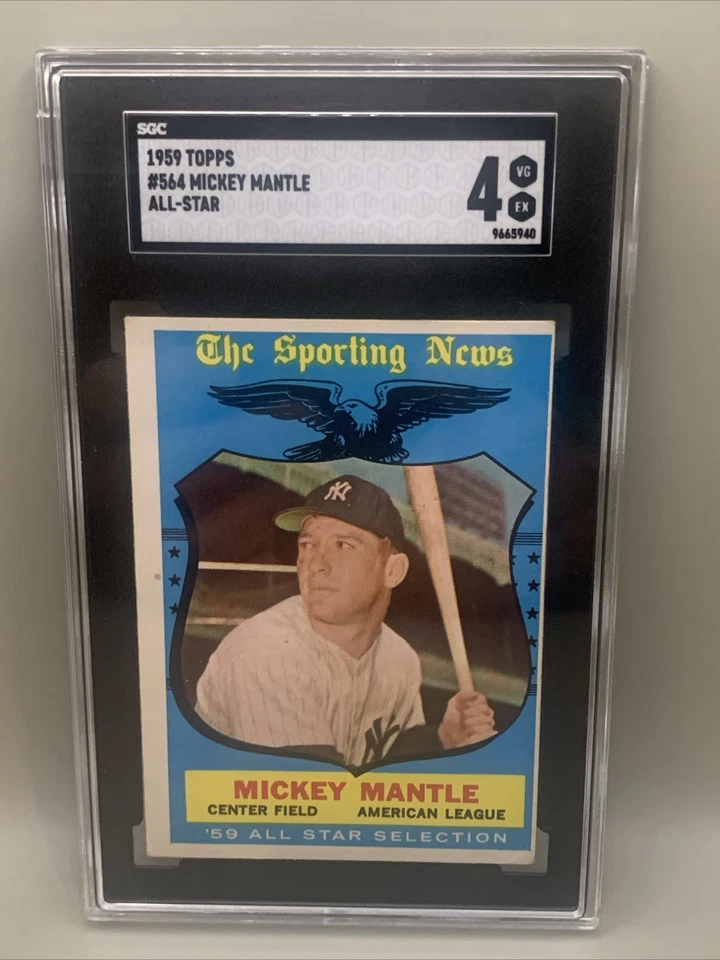 SGC
1959 TOPPS
#564 MICKEY MANTLE
ALL-STAR
4
VG
EX
9665940
The Sporting News
NY
NY
MICKEY MANTLE
CENTER FIELD AMERICAN LEAGUE
'59 ALL STAR SELECTION